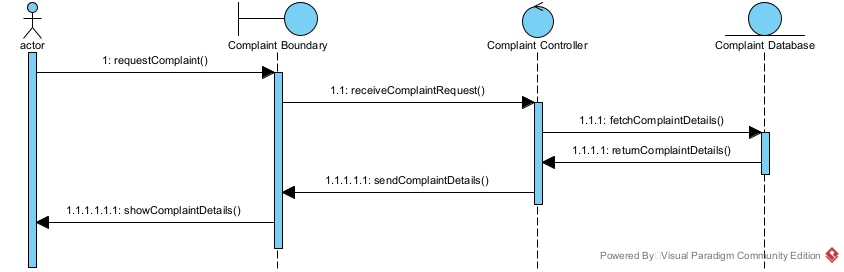 actor
Complaint Boundary
Complaint Controller
Complaint Database
1: requestComplaint()
1.1: receiveComplaintRequest()
1.1.1: fetchComplaintDetails()
1.1.1.1: returnComplaintDetails()
1.1.1.1.1: sendComplaintDetails()
1.1.1.1.1.1: showComplaintDetails()
Powered By Visual Paradigm Community Edition